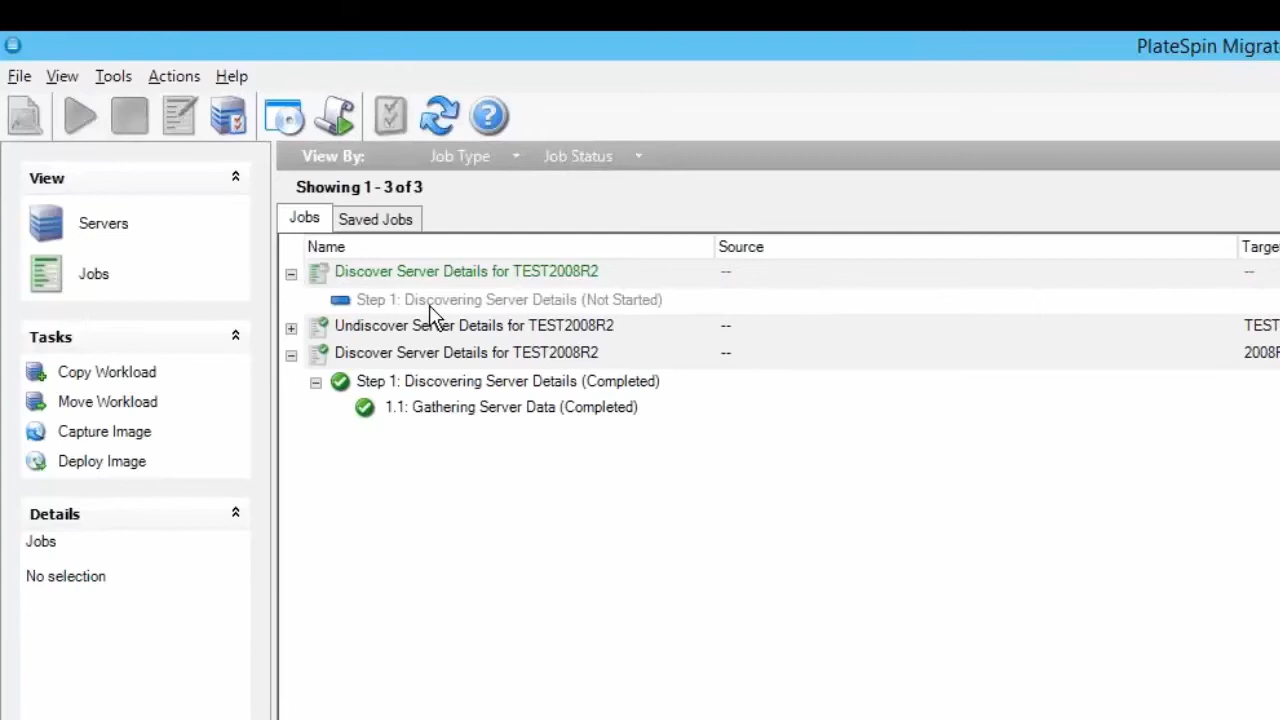 PlateSpin Migrat
File View Tools Actions Help
View By: Job Type Job Status
View
Showing 1 - 3 of 3
Servers
Jobs Saved Jobs
Name Source Targe
Jobs
Discover Server Details for TEST2008R2 -- --
Step 1: Discovering Server Details (Not Started)
Undiscover Server Details for TEST2008R2 -- TEST
Tasks
Discover Server Details for TEST2008R2 -- 2008R
Copy Workload
Step 1: Discovering Server Details (Completed)
Move Workload
1.1: Gathering Server Data (Completed)
Capture Image
Deploy Image
Details
Jobs
No selection